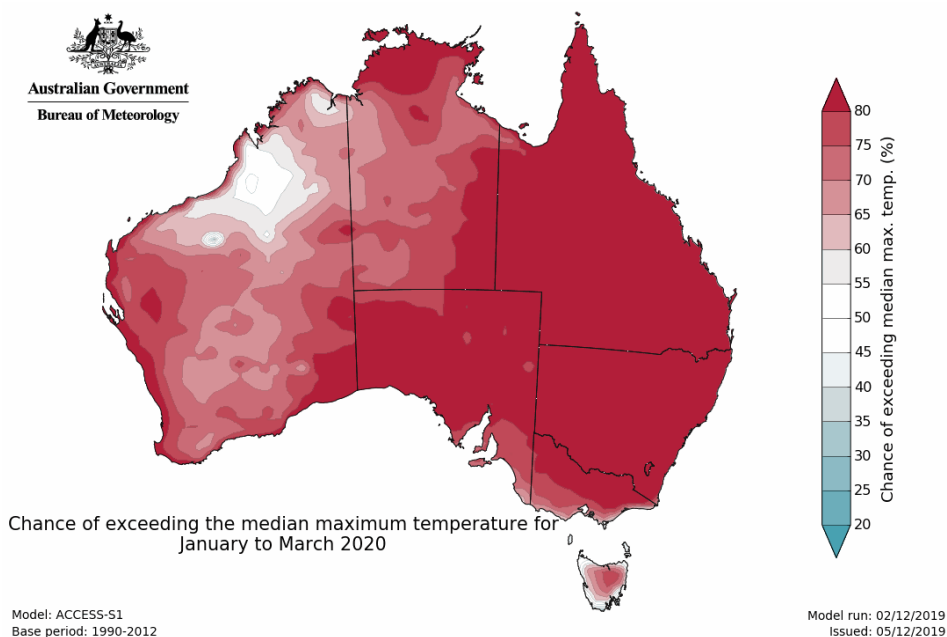 Australian Government
Bureau of Meteorology
80
75
70
65
60
55
50
45
40
35
30
25
20
Chance of exceeding median max. temp. (%)
Chance of exceeding the median maximum temperature for
January to March 2020
Model: ACCESS-S1
Base period: 1990-2012
Model run: 02/12/2019
Issued: 05/12/2019